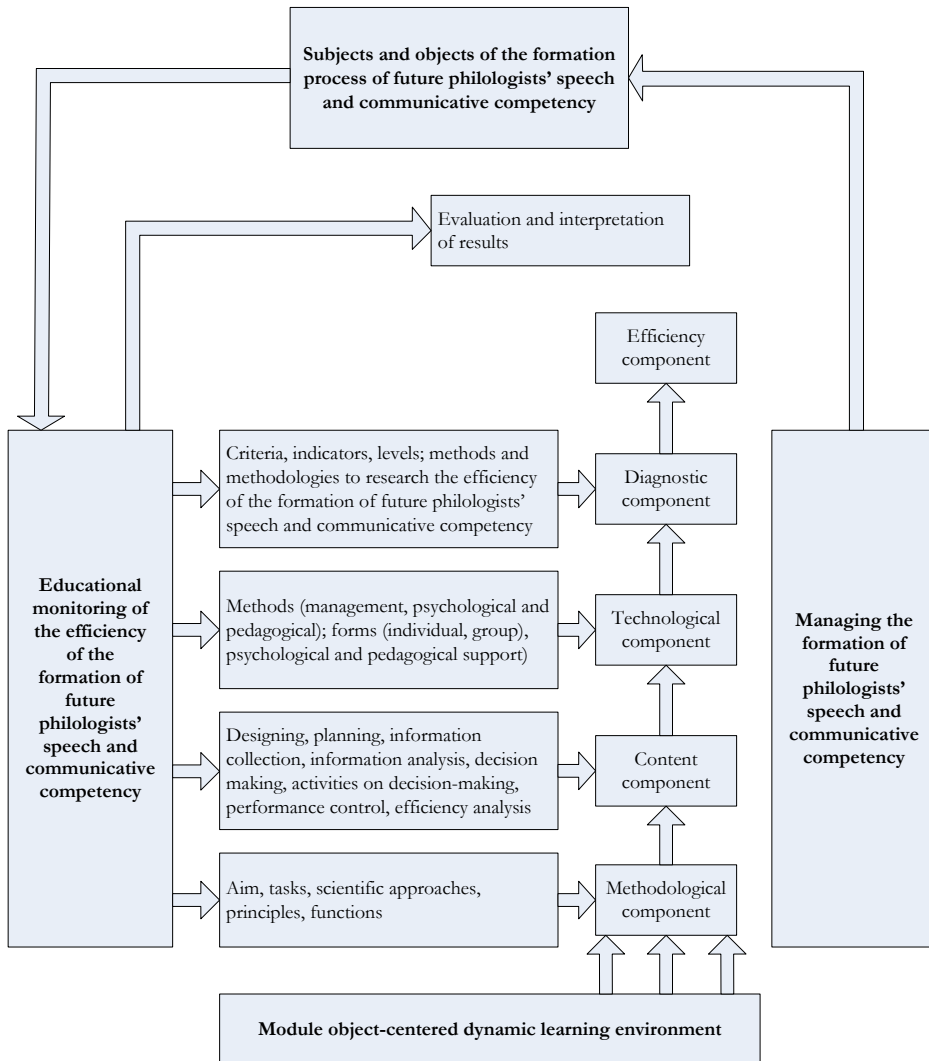 Subjects and objects of the formation
process of future philologists’ speech
and communicative competency
Evaluation and interpretation
of results
Efficiency
component
Criteria, indicators, levels; methods and
methodologies to research the efficiency
of the formation of future philologists’
speech and communicative competency
Diagnostic
component
Educational
monitoring of
the efficiency
of the
formation of
future
philologists’
speech and
communicative
competency
Methods (management, psychological and
pedagogical); forms (individual, group),
psychological and pedagogical support)
Technological
component
Managing the
formation of
future
philologists’
speech and
communicative
competency
Designing, planning, information
collection, information analysis, decision
making, activities on decision-making,
performance control, efficiency analysis
Content
component
Aim, tasks, scientific approaches,
principles, functions
Methodological
component
Module object-centered dynamic learning environment